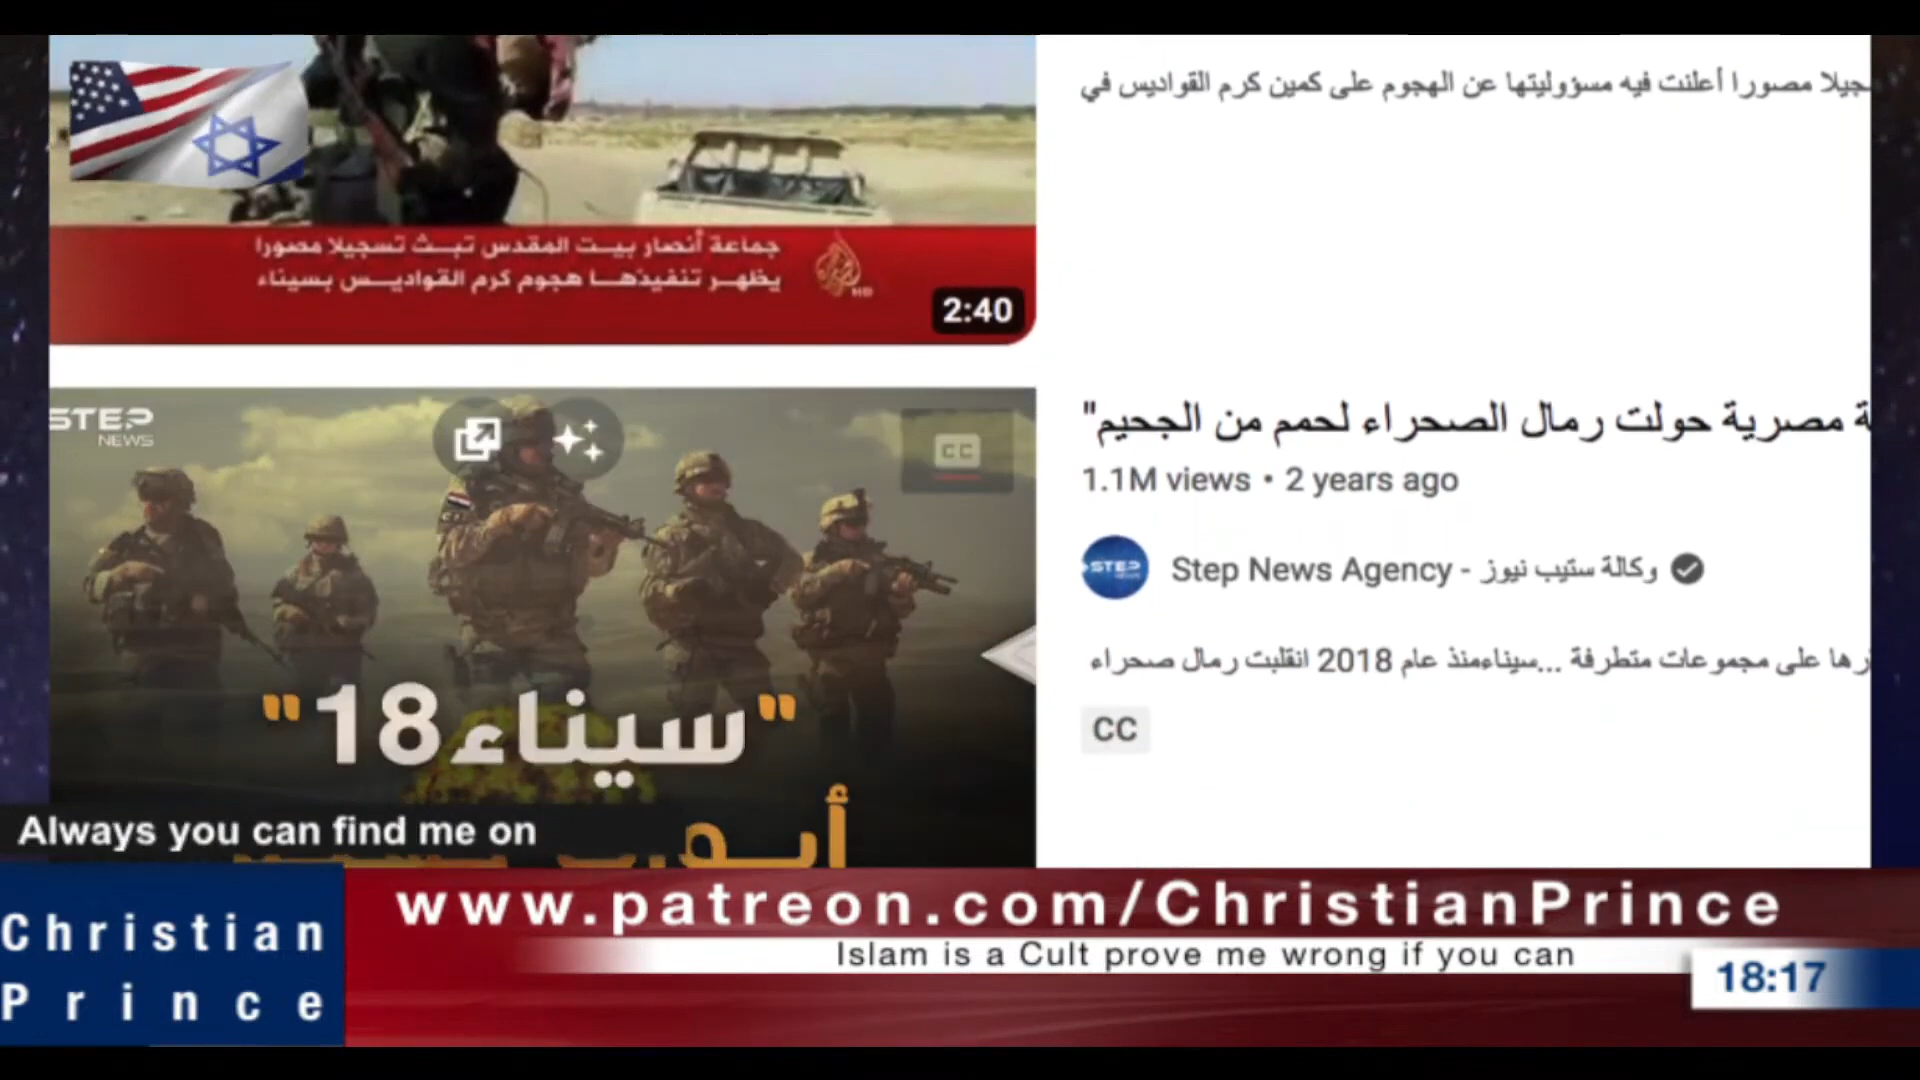 جيلا مصورا أعلنت فيه مسؤوليتها عن الهجوم على كمين كرم القواديس في
جماعة أنصار بيت المقدس تبث تسجيلا مصورا
يظهر تنفيذها هجوم كرم القواديس بسيناء
HD
2:40
STEP
NEWS
CC
ة مصرية حولت رمال الصحراء لحمم من الجحيم"
1.1M views • 2 years ago
STEP
Step News Agency - وكالة ستيب نيوز
رها على مجموعات متطرفة ...سيناءمنذ عام 2018 انقلبت رمال صحراء
CC
"سيناء18"
Always you can find me on
www.patreon.com/ChristianPrince
Christian
Prince
Islam is a Cult prove me wrong if you can
18:17